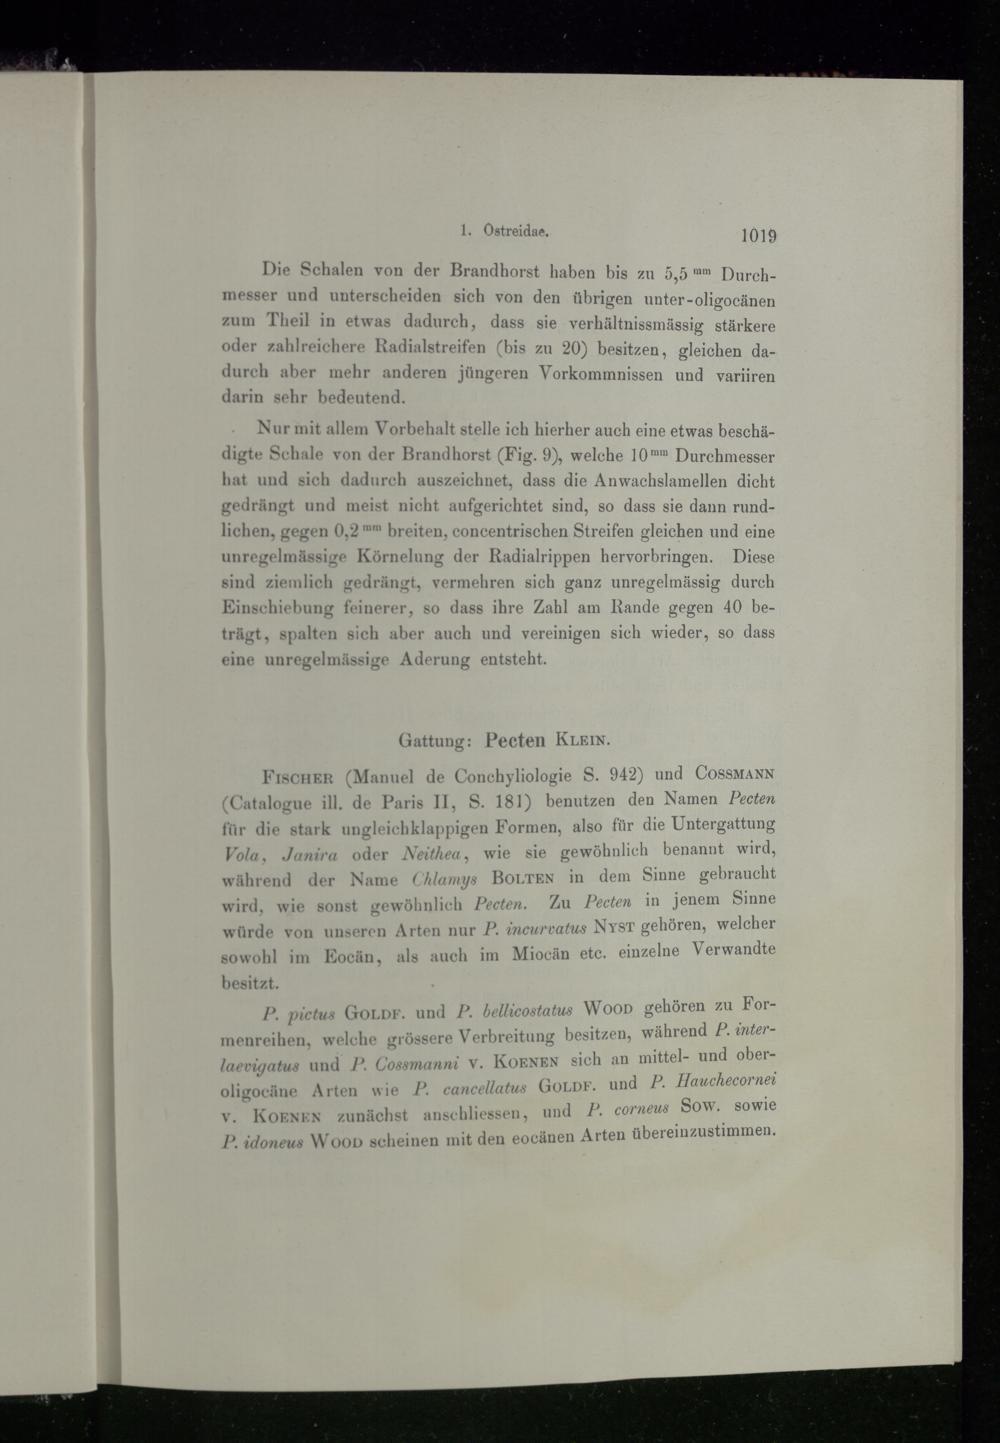 1. Ostreidae.
1019
Die Schalen von der Brandhorst haben bis zu 5,5 mm Durch-
messer und unterscheiden sich von den übrigen unter-oligocänen
zum Theil in etwas dadurch, dass sie verhältnissmässig stärkere
oder zahlreichere Radialstreifen (bis zu 20) besitzen, gleichen da-
durch aber mehr anderen jüngeren Vorkommnissen und variiren
darin sehr bedeutend.
Nur mit allem Vorbehalt stelle ich hierher auch eine etwas beschä-
digte Schale von der Brandhorst (Fig. 9), welche 10 mm Durchmesser
hat und sich dadurch auszeichnet, dass die Anwachslamellen dicht
gedrängt und meist nicht aufgerichtet sind, so dass sie dann rund-
lichen, gegen 0,2 mm breiten, concentrischen Streifen gleichen und eine
unregelmässige Körnelung der Radialrippen hervorbringen. Diese
sind ziemlich gedrängt, vermehren sich ganz unregelmässig durch
Einschiebung feinerer, so dass ihre Zahl am Rande gegen 40 be-
trägt, spalten sich aber auch und vereinigen sich wieder, so dass
eine unregelmässige Aderung entsteht.
Gattung: Pecten KLEIN.
FISCHER (Manuel de Conchyliologie S. 942) und COSSMANN
(Catalogue ill. de Paris II, S. 181) benutzen den Namen Pecten
für die stark ungleichklappigen Formen, also für die Untergattung
Vola, Janira oder Neithea, wie sie gewöhnlich benannt wird,
während der Name Chlamys BOLTEN in dem Sinne gebraucht
wird, wie sonst gewöhnlich Pecten. Zu Pecten in jenem Sinne
würde von unseren Arten nur P. incurvatus NYST gehören, welcher
sowohl im Eocän, als auch im Miocän etc. einzelne Verwandte
besitzt.
P. pictus GOLDF. und P. bellicostatus WOOD gehören zu For-
menreihen, welche grössere Verbreitung besitzen, während P. inter-
laevigatus und P. Cossmanni V. KOENEN sich an mittel- und ober-
oligocäne Arten wie P. cancellatus GOLDF. und P. Hauchecornei
V. KOENEN zunächst anschliessen, und P. corneus SOW. sowie
P. idoneus WOOD scheinen mit den eocänen Arten übereinzustimmen.